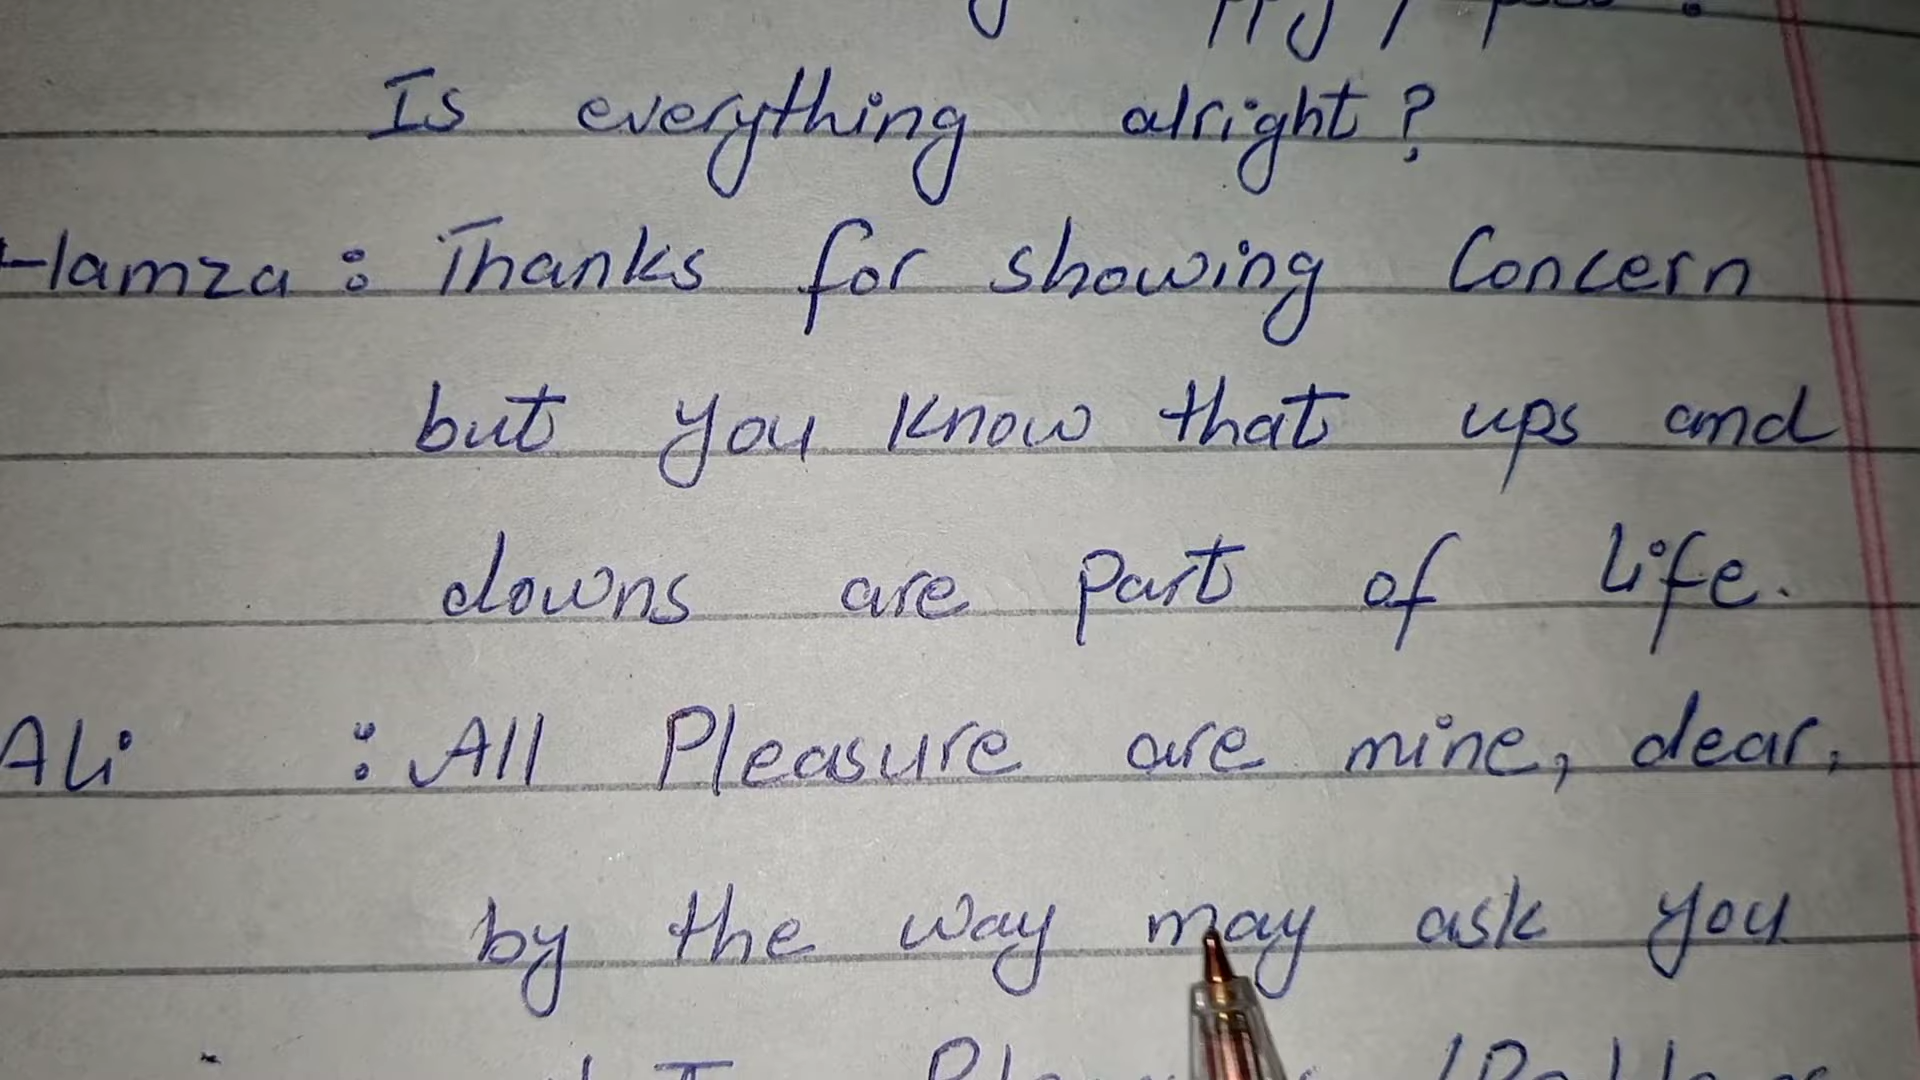 Is everything alright?
Hamza : Thanks for showing Concern
but you know that ups and
downs are part of life.
Ali : All Pleasure are mine, dear,
by the way may ask you